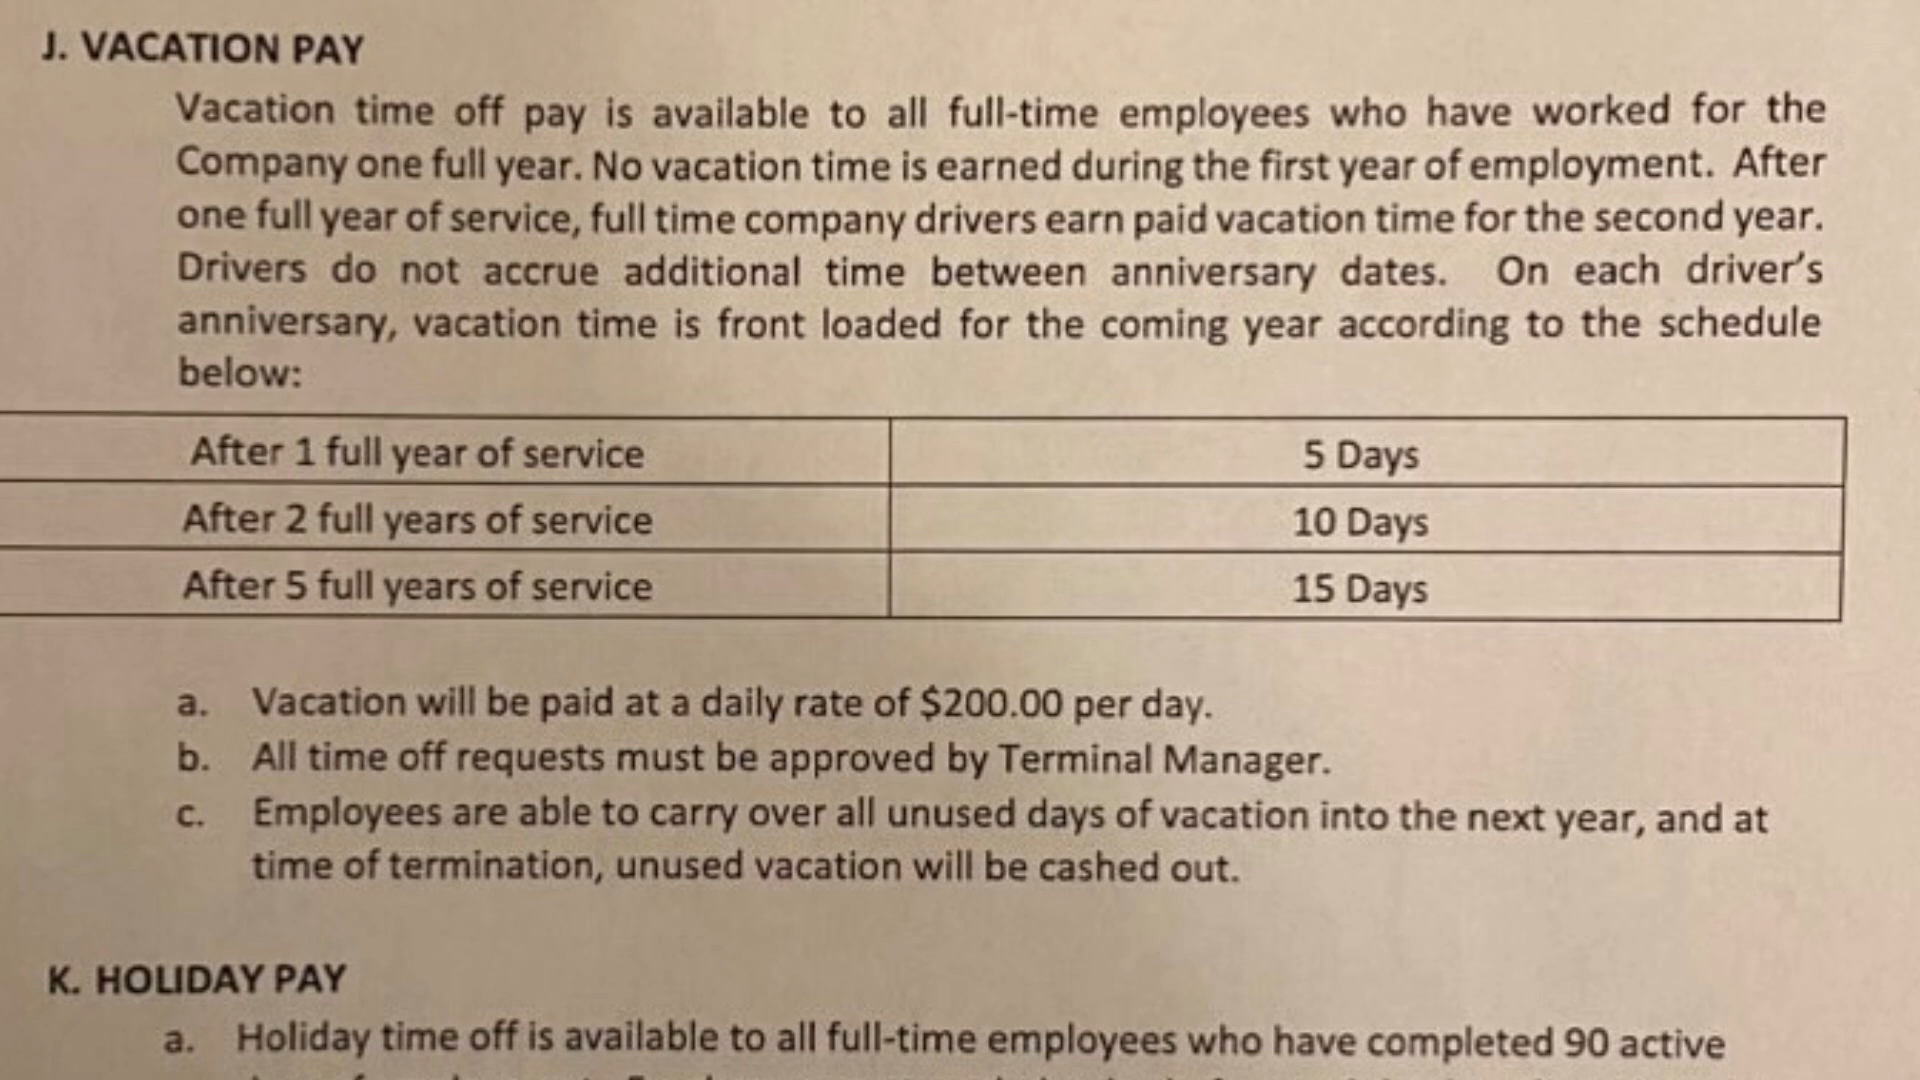 J. VACATION PAY
Vacation time off pay is available to all full-time employees who have worked for the
Company one full year. No vacation time is earned during the first year of employment. After
one full year of service, full time company drivers earn paid vacation time for the second year.
Drivers do not accrue additional time between anniversary dates. On each driver's
anniversary, vacation time is front loaded for the coming year according to the schedule
below:
After 1 full year of service 5 Days
After 2 full years of service 10 Days
After 5 full years of service 15 Days
a. Vacation will be paid at a daily rate of $200.00 per day.
b. All time off requests must be approved by Terminal Manager.
c. Employees are able to carry over all unused days of vacation into the next year, and at
time of termination, unused vacation will be cashed out.
K. HOLIDAY PAY
a. Holiday time off is available to all full-time employees who have completed 90 active